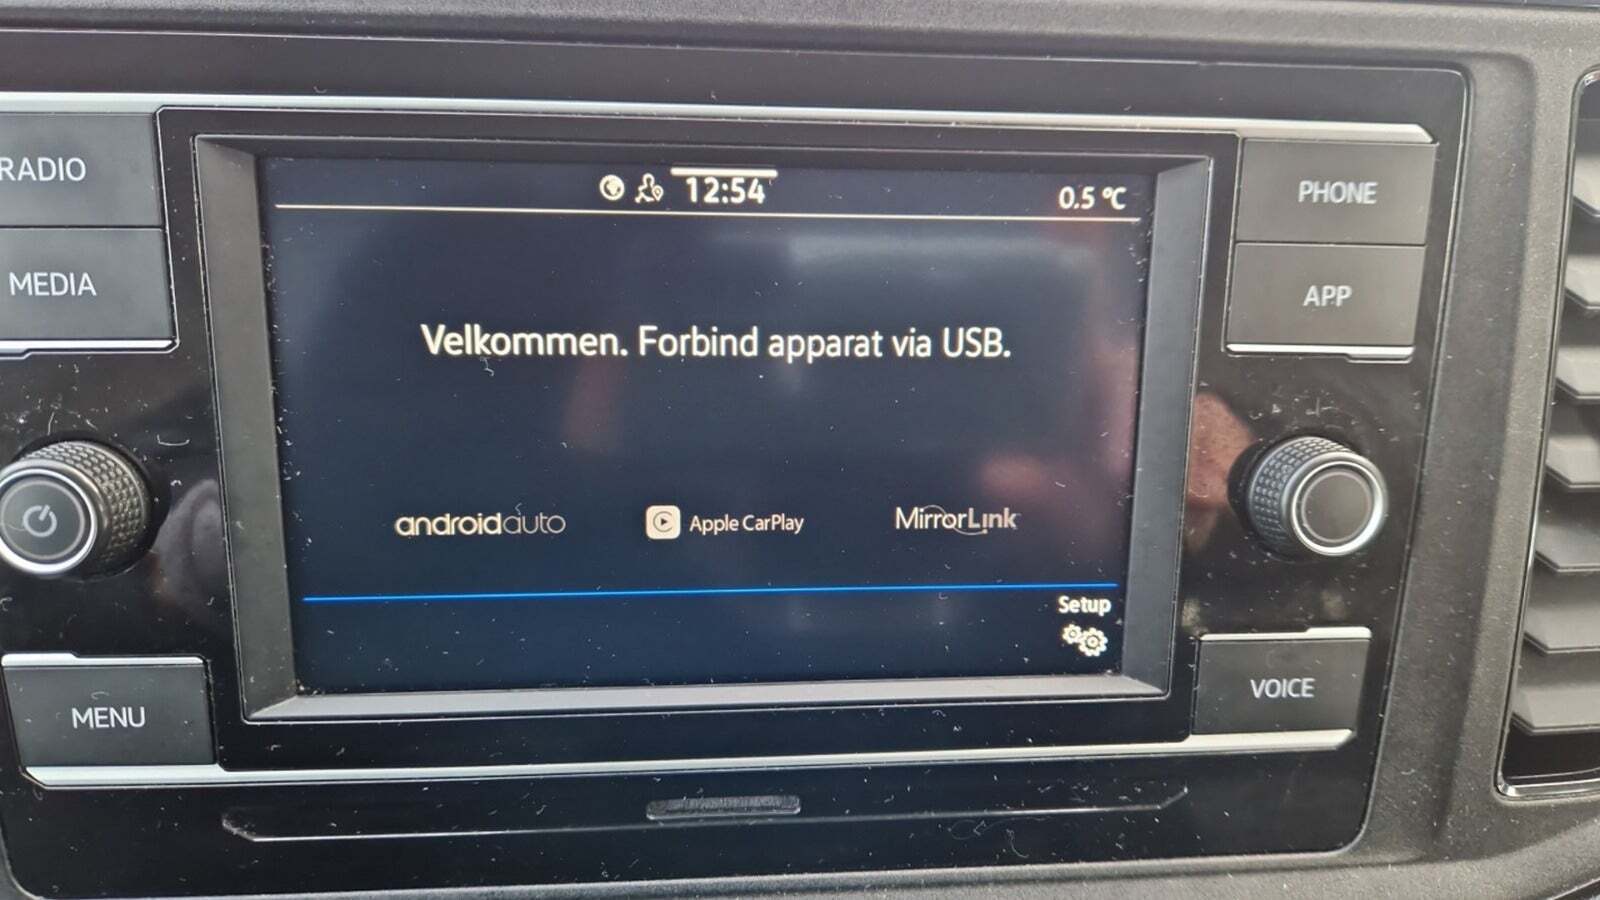 RADIO
MEDIA
12:54
0.5 °C
PHONE
APP
Velkommen. Forbind apparat via USB.
androidauto
Apple CarPlay
MirrorLink
Setup
MENU
VOICE